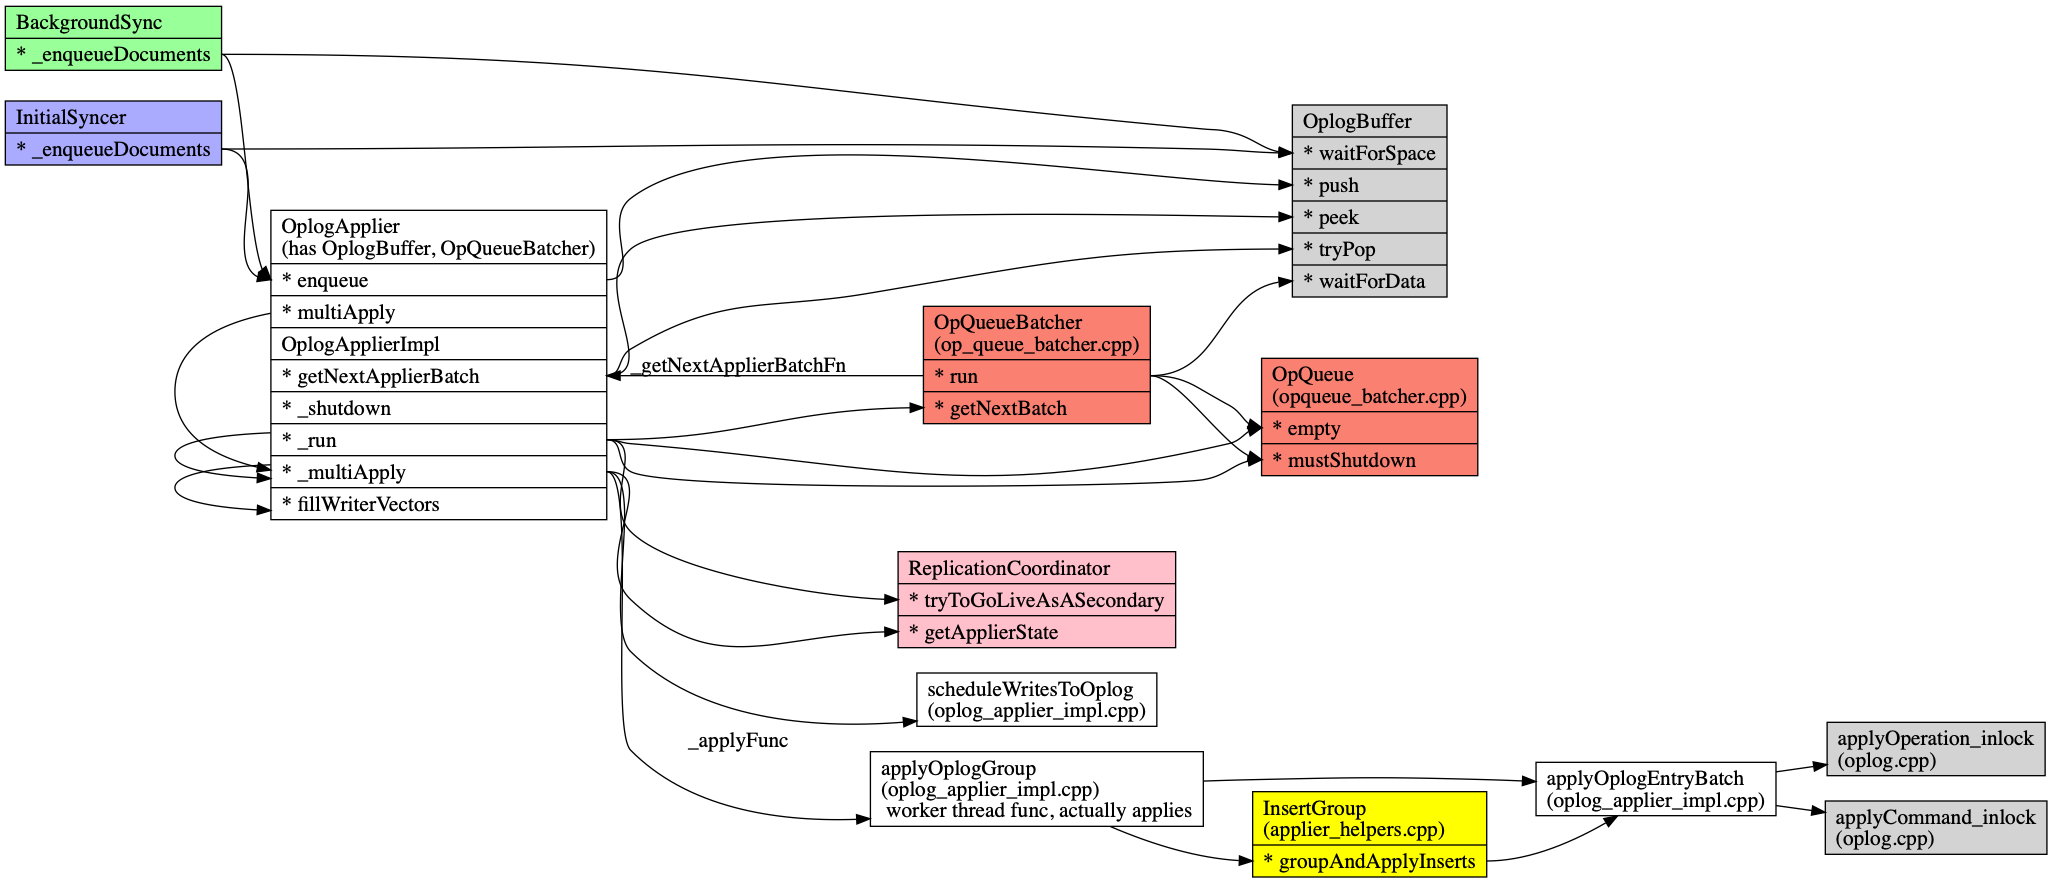 BackgroundSync
* _enqueueDocuments
InitialSyncer
* _enqueueDocuments
OplogApplier
(has OplogBuffer, OpQueueBatcher)
* enqueue
* multiApply
OplogApplierImpl
* getNextApplierBatch
* _shutdown
* _run
* _multiApply
* fillWriterVectors
OplogBuffer
* waitForSpace
* push
* peek
* tryPop
* waitForData
_getNextApplierBatchFn
OpQueueBatcher
(op_queue_batcher.cpp)
* run
* getNextBatch
OpQueue
(opqueue_batcher.cpp)
* empty
* mustShutdown
ReplicationCoordinator
* tryToGoLiveAsASecondary
* getApplierState
scheduleWritesToOplog
(oplog_applier_impl.cpp)
_applyFunc
applyOplogGroup
(oplog_applier_impl.cpp)
worker thread func, actually applies
InsertGroup
(applier_helpers.cpp)
* groupAndApplyInserts
applyOplogEntryBatch
(oplog_applier_impl.cpp)
applyOperation_inlock
(oplog.cpp)
applyCommand_inlock
(oplog.cpp)